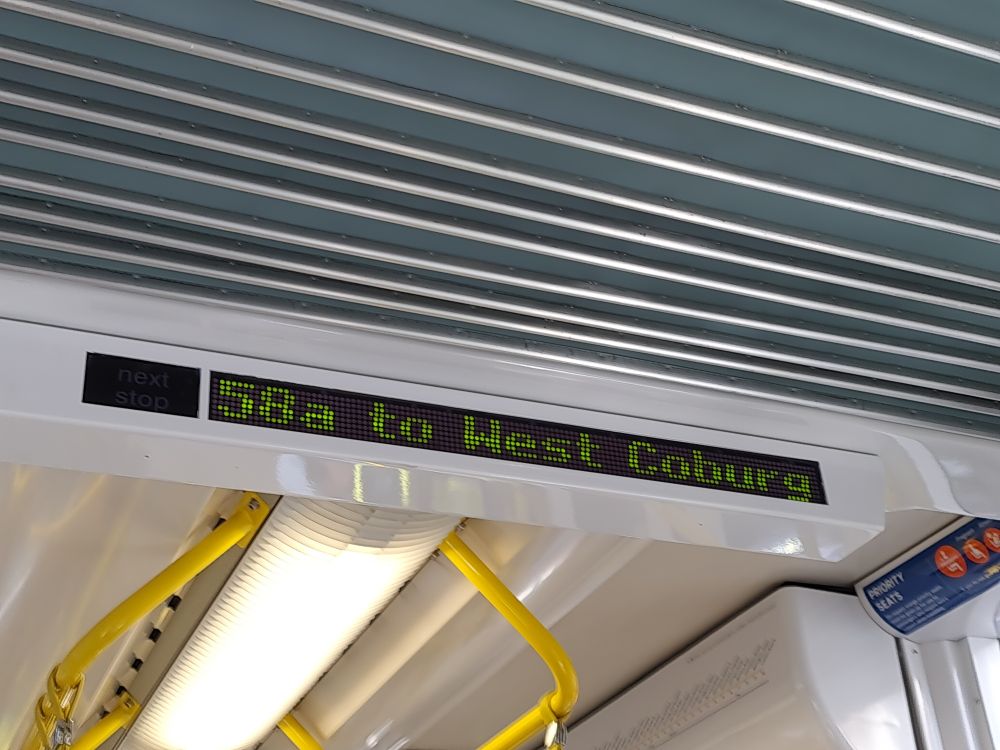 next
stop
58a to West Coburg
PRIORITY
SEATS